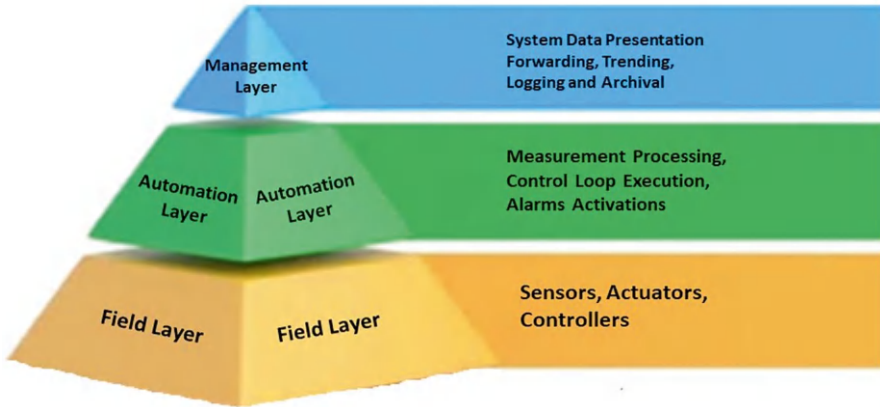 Management
Layer
System Data Presentation
Forwarding, Trending,
Logging and Archival
Automation
Layer
Automation
Layer
Measurement Processing,
Control Loop Execution,
Alarms Activations
Field Layer
Field Layer
Sensors, Actuators,
Controllers